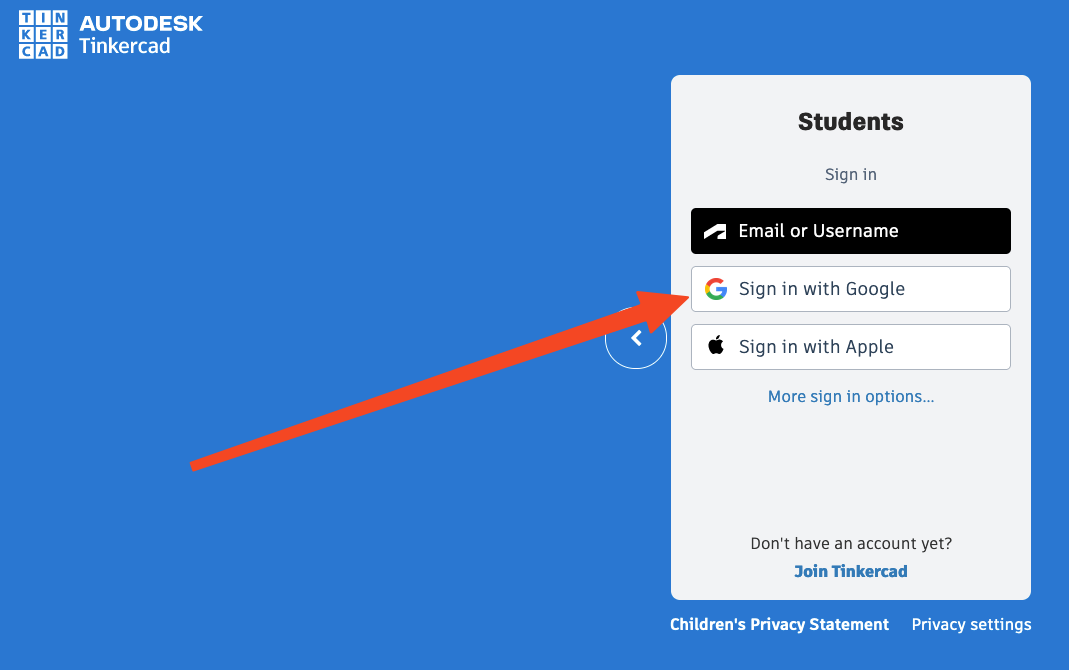 TIN
KER
CAD
AUTODESK
Tinkercad
Students
Sign in
Email or Username
Sign in with Google
Sign in with Apple
More sign in options...
Don't have an account yet?
Join Tinkercad
Children's Privacy Statement Privacy settings